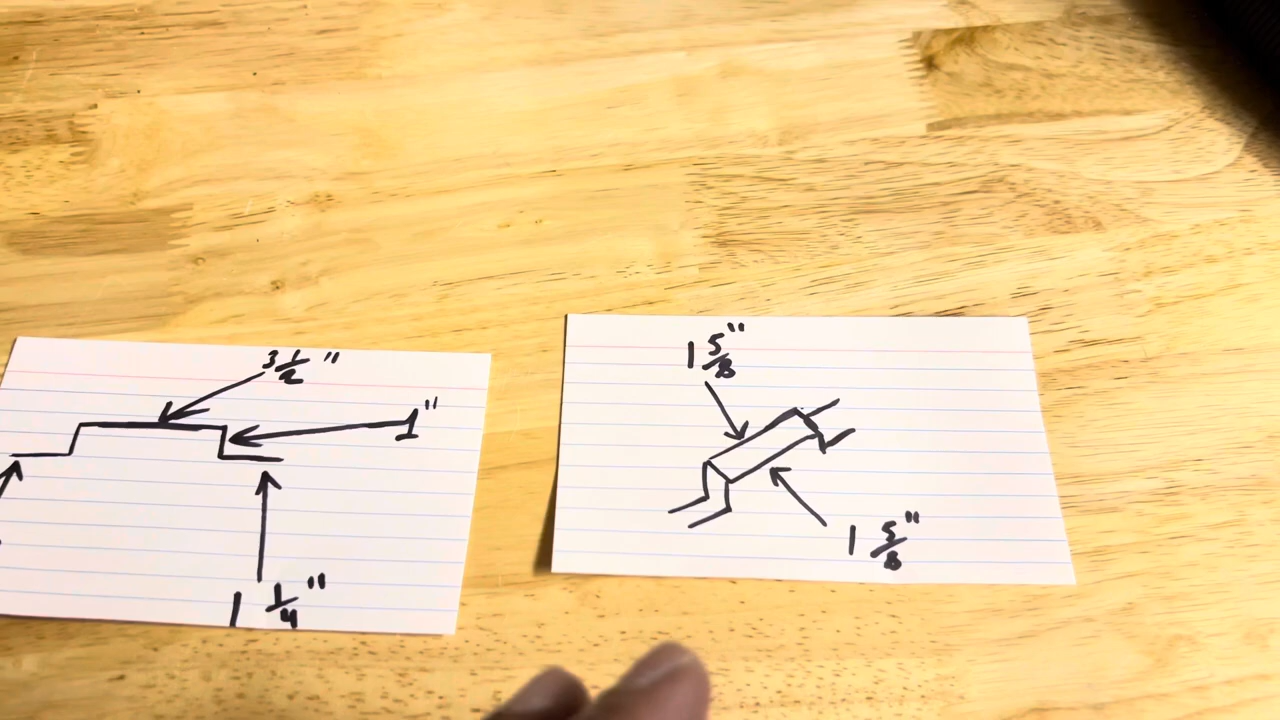 3 1/2 "
1"
1 1/4 "
1 5/8 "
1 5/8 "